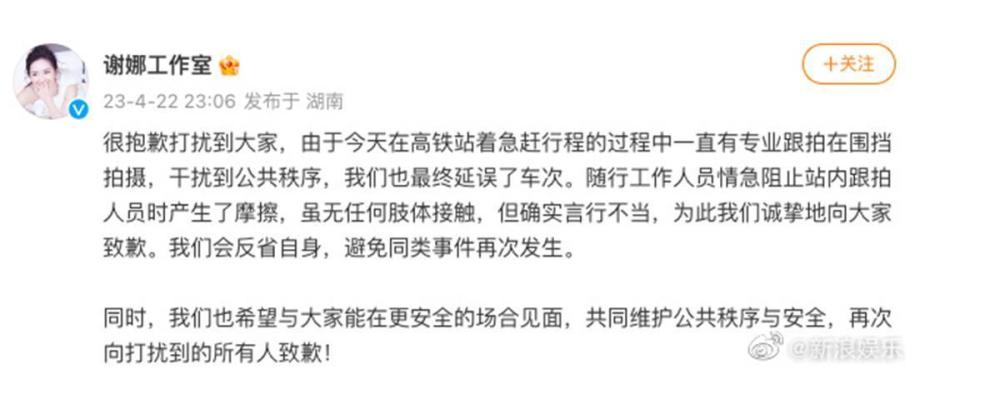 谢娜工作室
+关注
23-4-22 23:06 发布于 湖南
很抱歉打扰到大家，由于今天在高铁站着急赶行程的过程中一直有专业跟拍在围挡
拍摄，干扰到公共秩序，我们也最终延误了车次。随行工作人员情急阻止站内跟拍
人员时产生了摩擦，虽无任何肢体接触，但确实言行不当，为此我们诚挚地向大家
致歉。我们会反省自身，避免同类事件再次发生。
同时，我们也希望与大家能在更安全的场合见面，共同维护公共秩序与安全，再次
向打扰到的所有人致歉！
@新浪娱乐